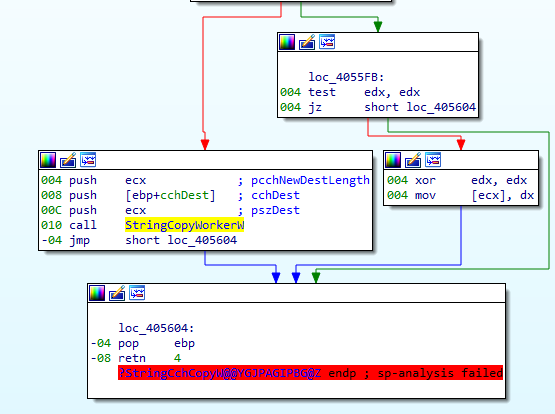 loc_4055FB:
004 test edx, edx
004 jz short loc_405604
004 push ecx ; pcchNewDestLength
008 push [ebp+cchDest] ; cchDest
00C push ecx ; pszDest
010 call StringCopyWorkerW
-04 jmp short loc_405604
004 xor edx, edx
004 mov [ecx], dx
loc_405604:
-04 pop ebp
-08 retn 4
?StringCchCopyW@@YGJPAGIPBG@Z endp ; sp-analysis failed